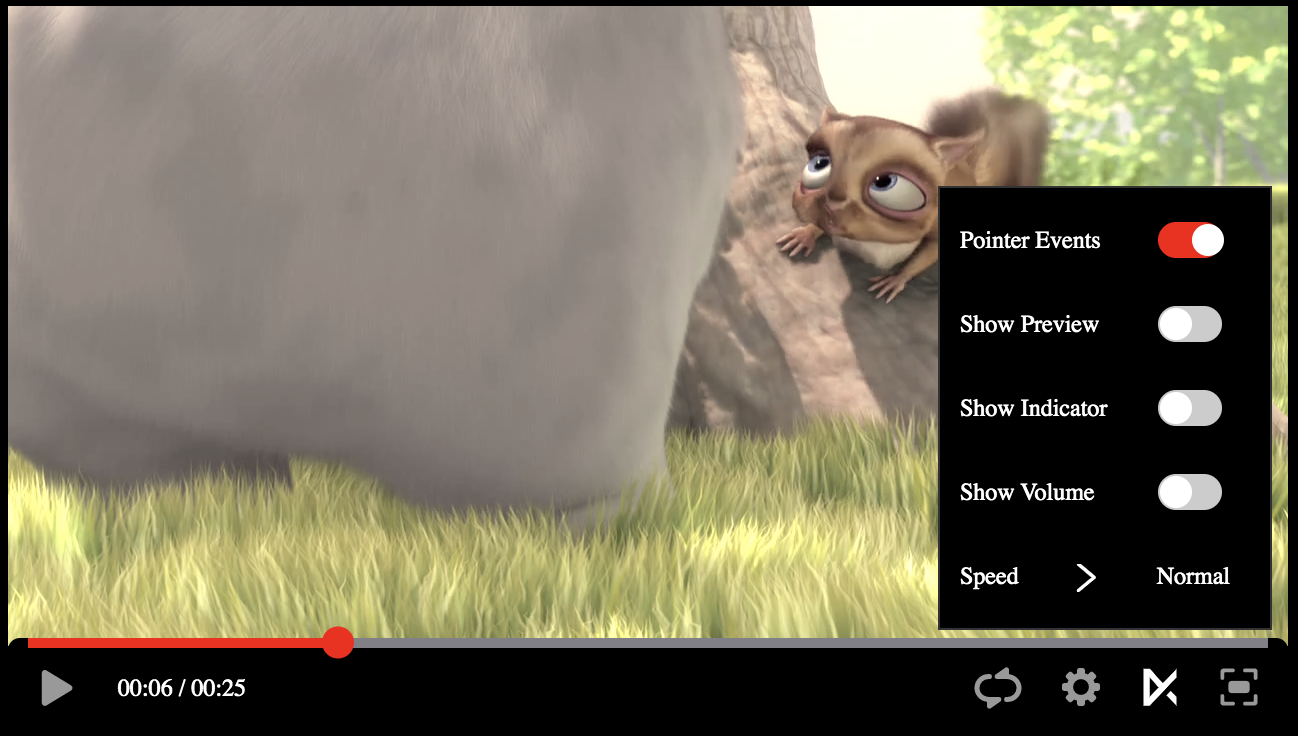 Pointer Events
Show Preview
Show Indicator
Show Volume
Speed > Normal
00:06 / 00:25